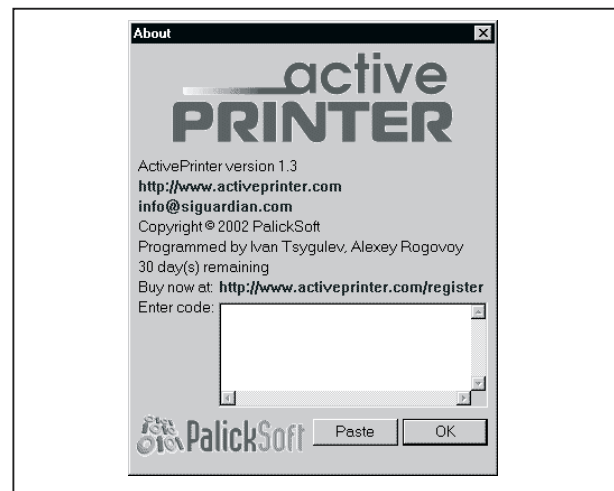 About
active
PRINTER
ActivePrinter version 1.3
http://www.activeprinter.com
info@siguardian.com
Copyright © 2002 PalickSoft
Programmed by Ivan Tsygulev, Alexey Rogovoy
30 day(s) remaining
Buy now at: http://www.activeprinter.com/register
Enter code:
PalickSoft Paste OK